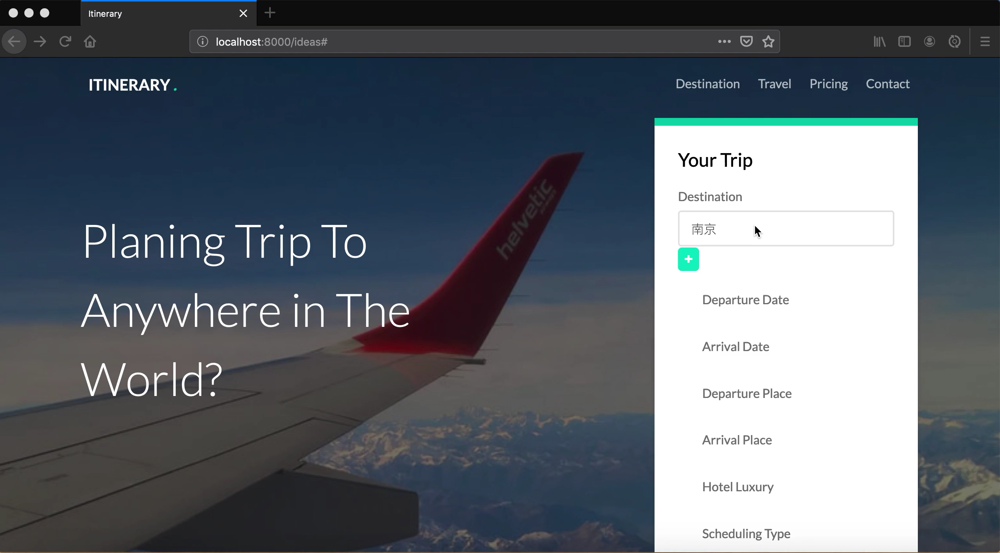 Itinerary
localhost:8000/ideas#
ITINERARY .
Destination Travel Pricing Contact
helvetic
Planing Trip To
Anywhere in The
World?
Your Trip
Destination
南京
+
Departure Date
Arrival Date
Departure Place
Arrival Place
Hotel Luxury
Scheduling Type